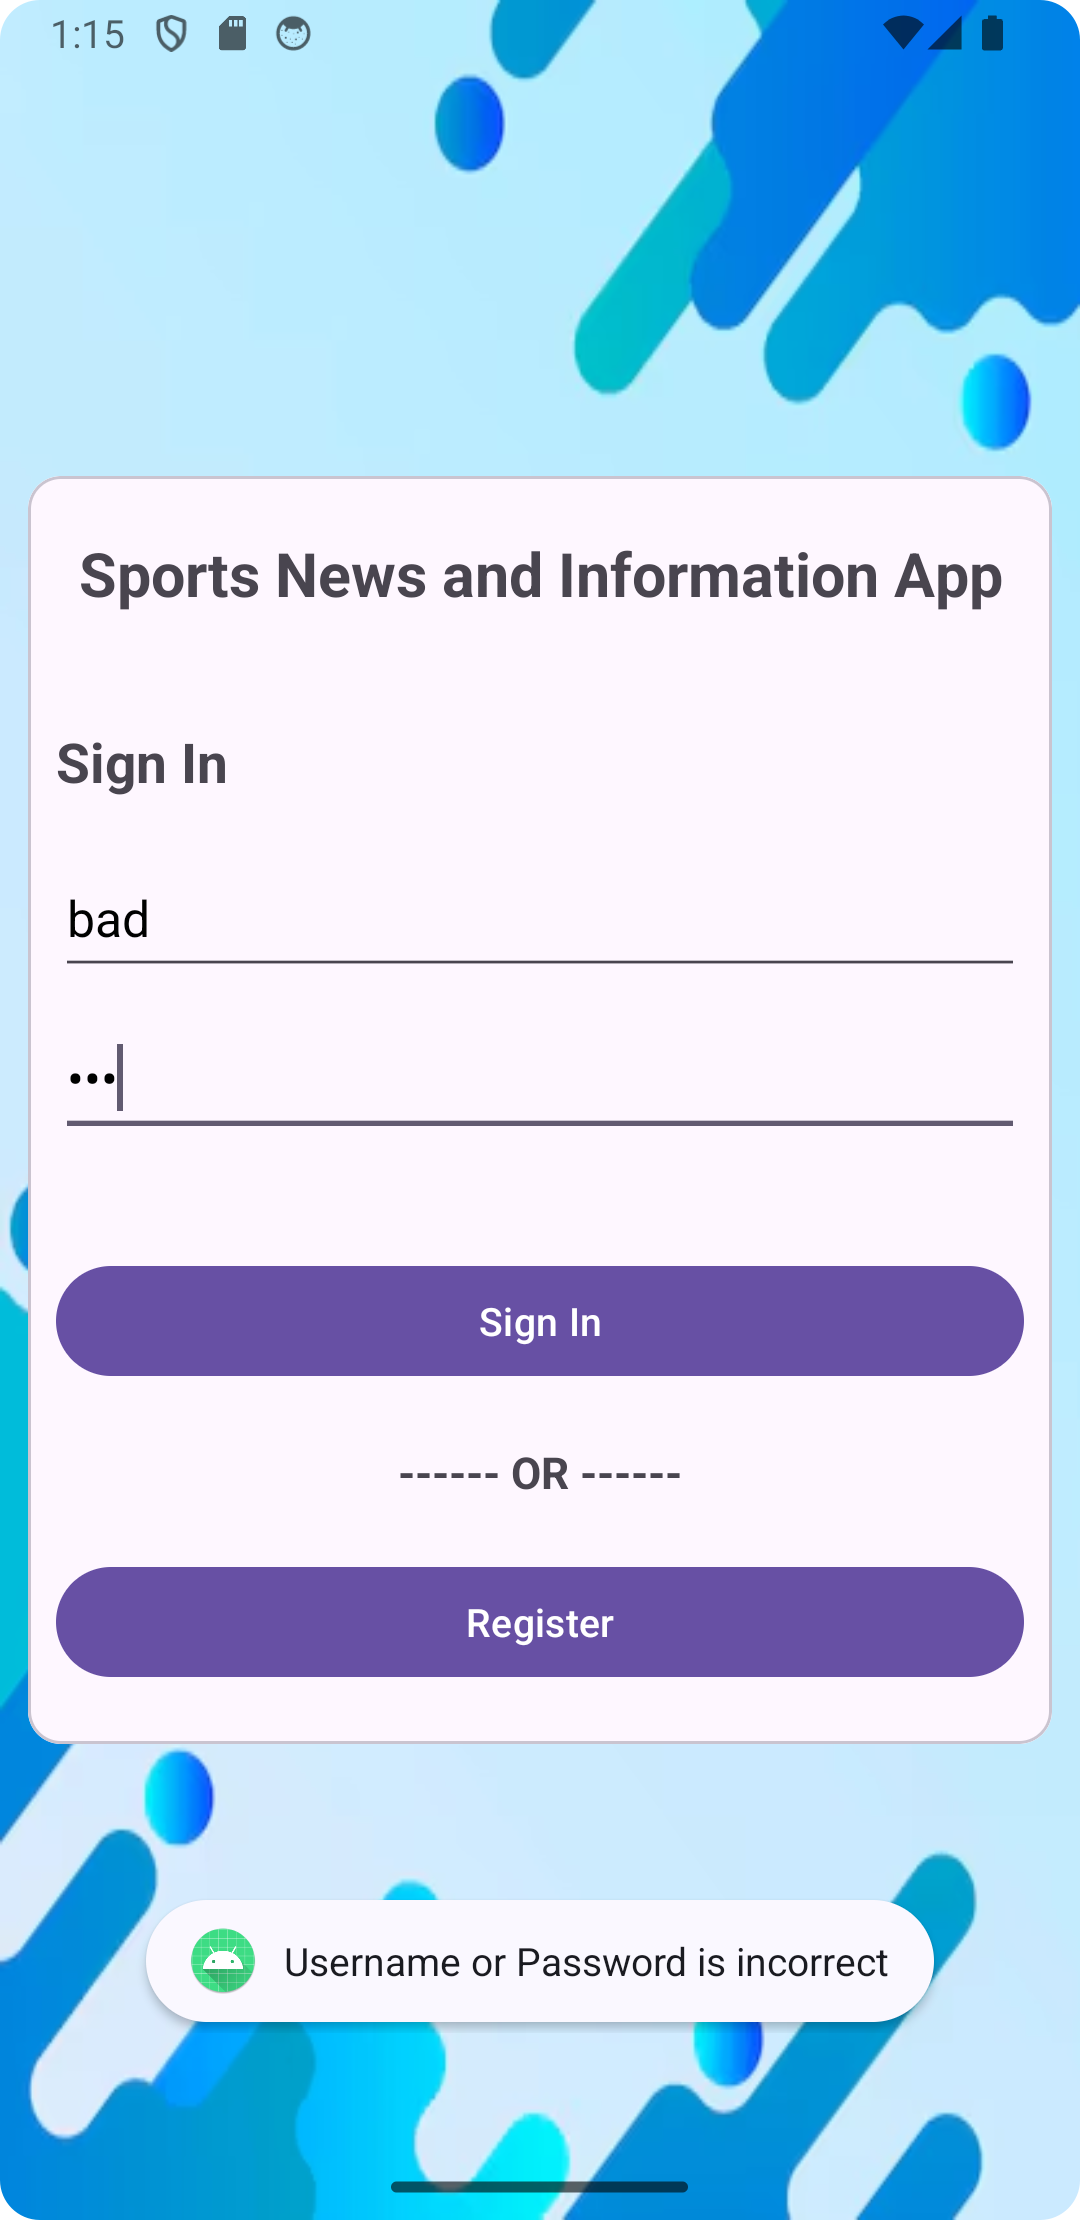 1:15
Sports News and Information App
Sign In
bad
•••
Sign In
------ OR ------
Register
Username or Password is incorrect